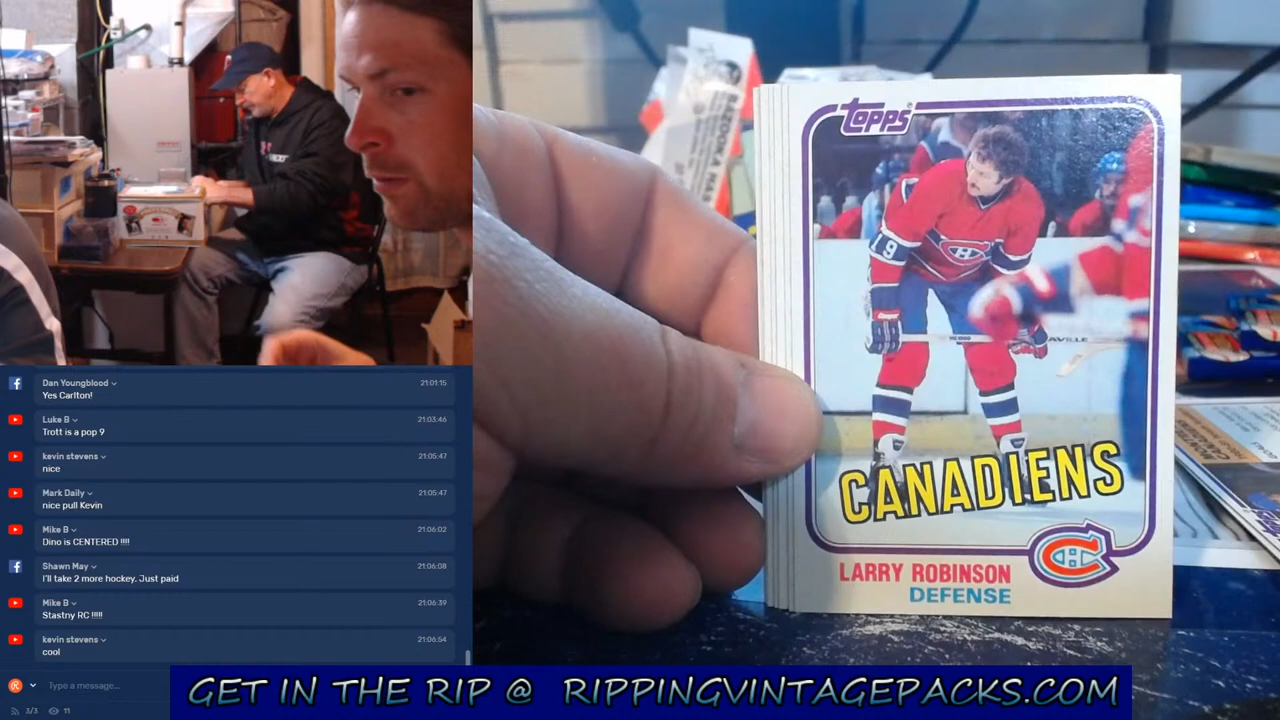 Dan Youngblood
21:01:15
Yes Carlton!
Luke B
21:03:46
Trott is a pop 9
kevin stevens
21:05:47
nice
Mark Daily
21:05:47
nice pull Kevin
Mike B
21:06:02
Dino is CENTERED !!!!
Shawn May
21:06:08
I'll take 2 more hockey. Just paid
Mike B
21:06:39
Stastny RC !!!!!
kevin stevens
21:06:54
cool
Type a message...
3/3
11
BAZOOKA
topps
19
CANADIENS
LARRY ROBINSON
DEFENSE
GET IN THE RIP @ RIPPINGVINTAGEPACKS.COM